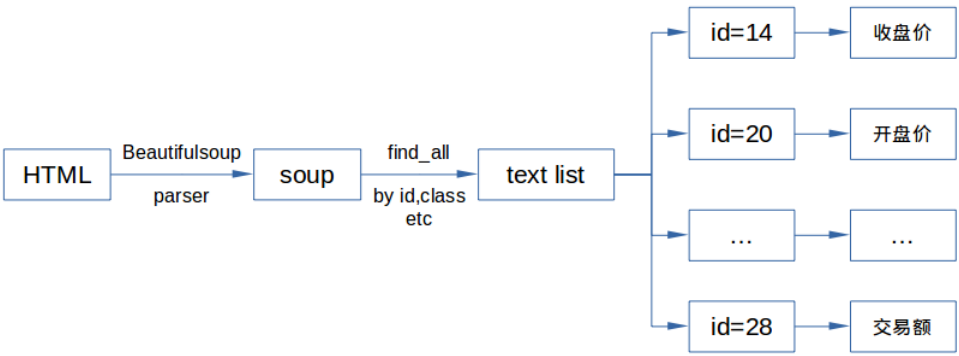 HTML
Beautifulsoup
parser
soup
find_all
by id,class
etc
text list
id=14
收盘价
id=20
开盘价
...
...
id=28
交易额